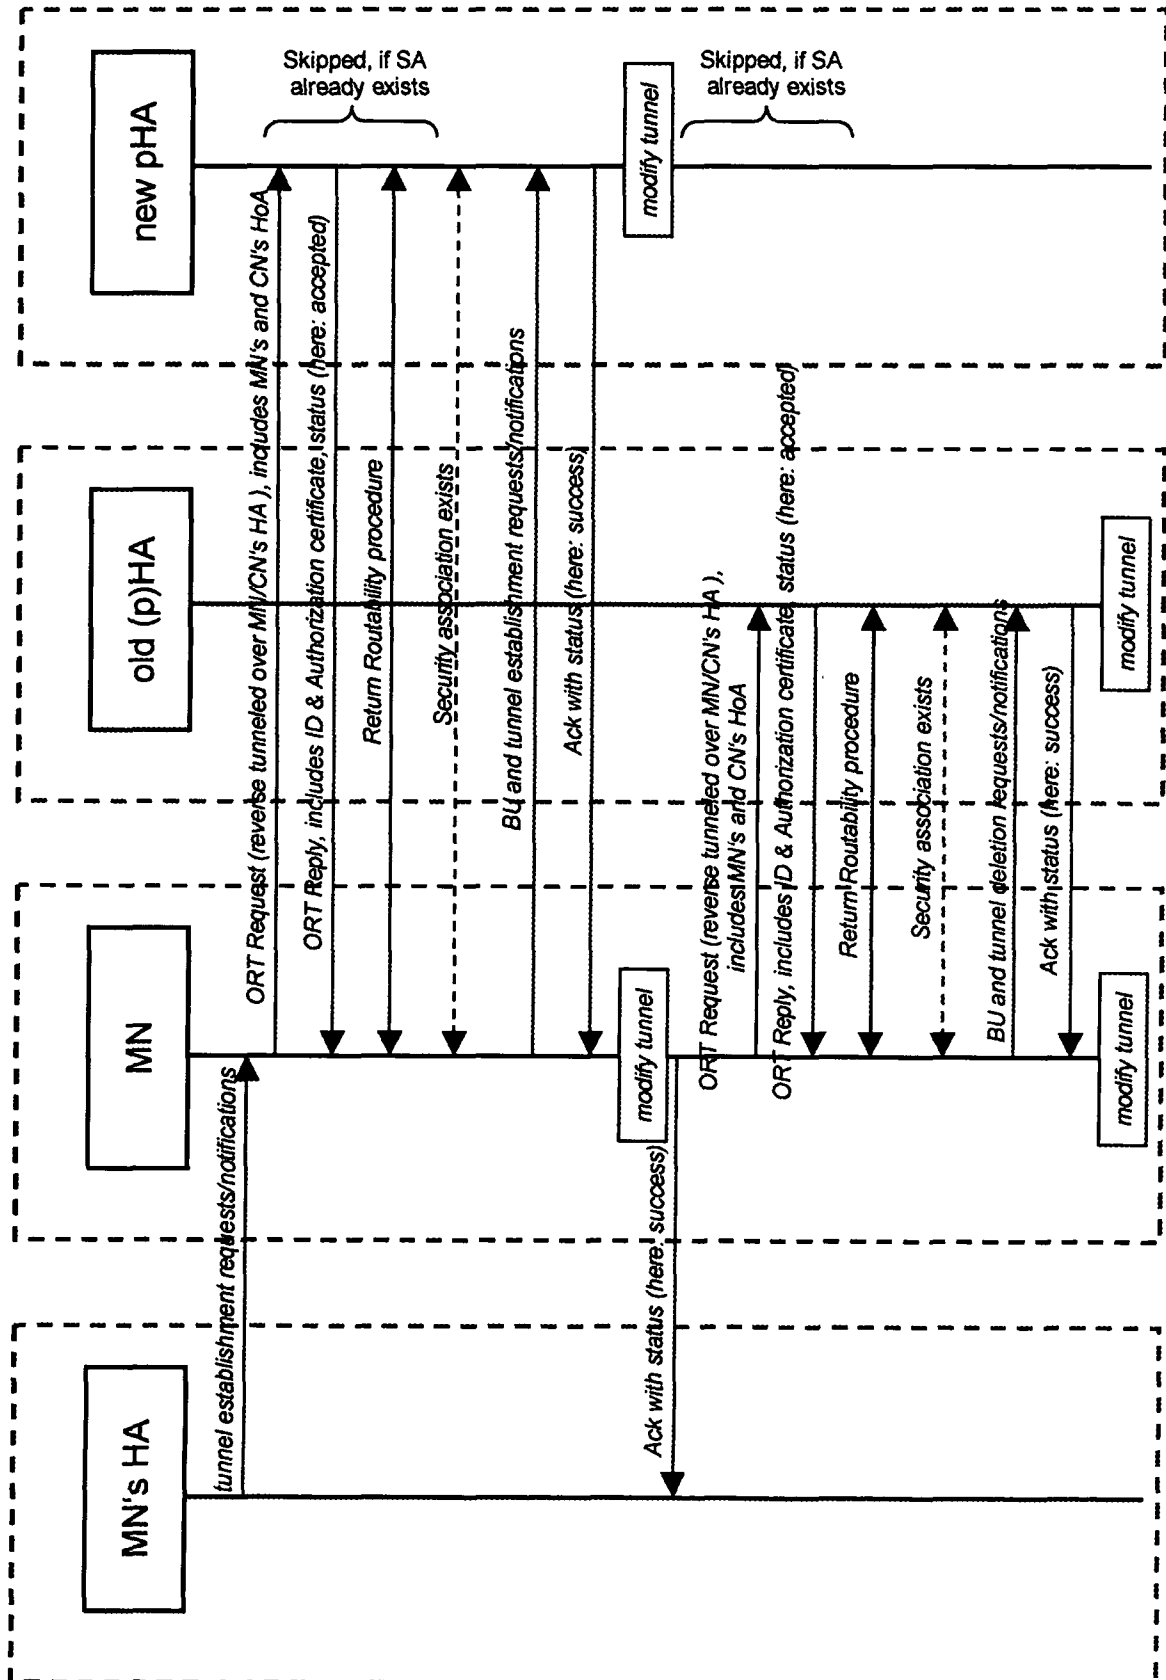 MN's HA
MN
old (p)HA
new pHA
tunnel establishment requests/notifications
ORT Request (reverse tunneled over MN/CN's HA ), includes MN's and CN's HoA
ORT Reply, includes ID & Authorization certificate, status (here: accepted)
Return Routability procedure
Security association exists
Skipped, if SA
already exists
BU and tunnel establishment requests/notifications
Ack with status (here: success)
modify tunnel
modify tunnel
Ack with status (here: success)
ORT Request (reverse tunneled over MN/CN's HA ),
includes MN's and CN's HoA
ORT Reply, includes ID & Authorization certificate, status (here: accepted)
Return Routability procedure
Security association exists
Skipped, if SA
already exists
BU and tunnel deletion requests/notifications
Ack with status (here: success)
modify tunnel
modify tunnel